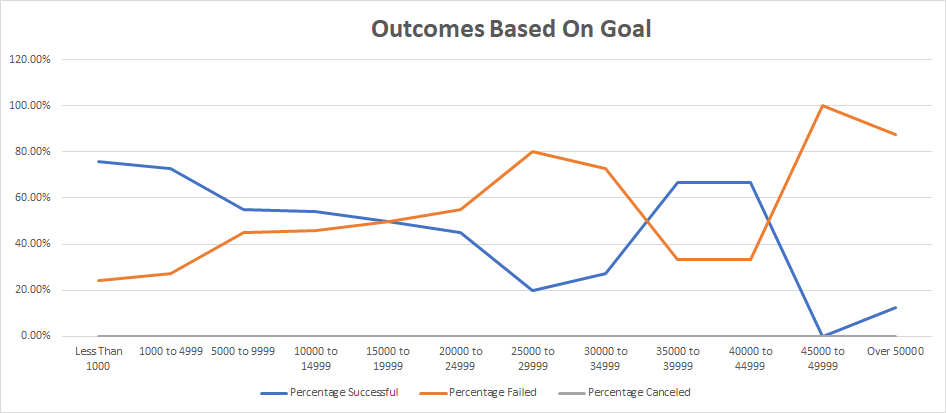 Outcomes Based On Goal
120.00%
100.00%
80.00%
60.00%
40.00%
20.00%
0.00%
Less Than 1000 to 4999 5000 to 9999 10000 to 15000 to 20000 to 25000 to 30000 to 35000 to 40000 to 45000 to Over 50000
1000 14999 19999 24999 29999 34999 39999 44999 49999
Percentage Successful Percentage Failed Percentage Canceled